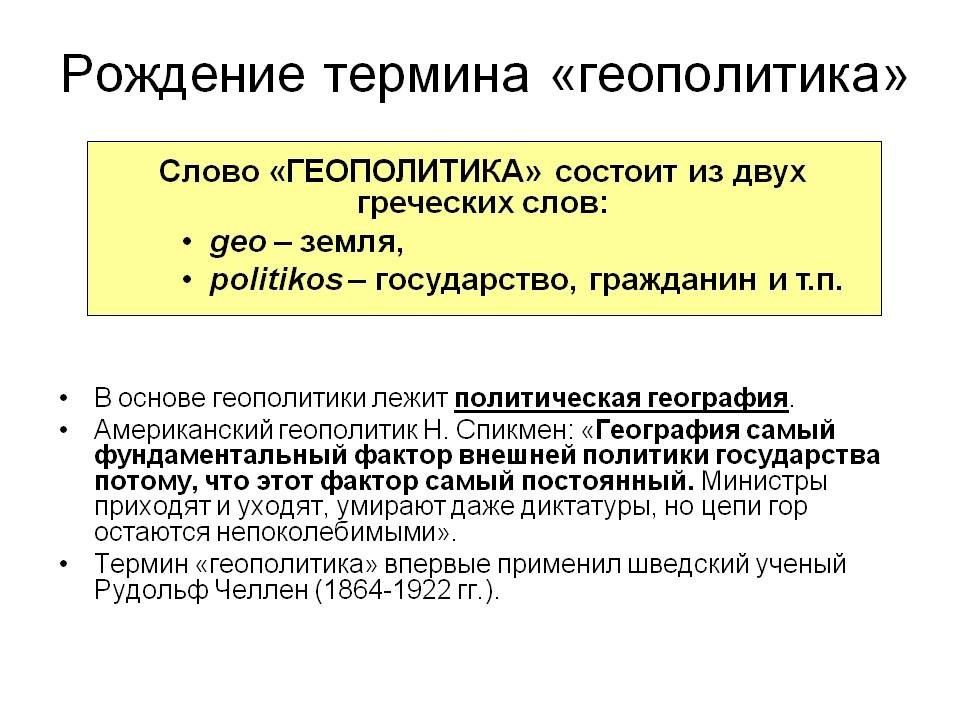 Рождение термина «геополитика»
Слово «ГЕОПОЛИТИКА» состоит из двух
греческих слов:
• geo – земля,
• politikos – государство, гражданин и т.п.
• В основе геополитики лежит политическая география.
• Американский геополитик Н. Спикмен: «География самый
фундаментальный фактор внешней политики государства
потому, что этот фактор самый постоянный. Министры
приходят и уходят, умирают даже диктатуры, но цепи гор
остаются непоколебимыми».
• Термин «геополитика» впервые применил шведский ученый
Рудольф Челлен (1864-1922 гг.).